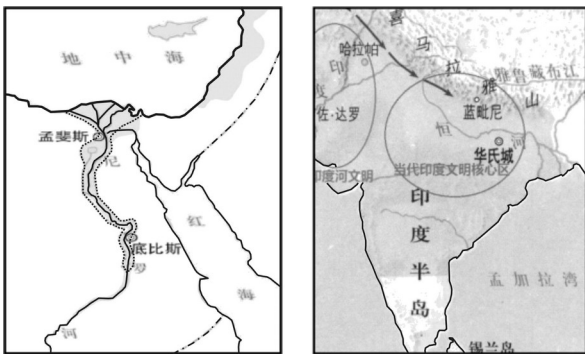 地中海
孟斐斯
尼
底比斯
罗
河
红
海
喜马拉雅山
哈拉帕
印
度
佐·达罗
雅鲁藏布江
蓝毗尼
恒
河
华氏城
印度河文明
当代印度文明核心区
印度半岛
孟加拉湾
锡兰岛